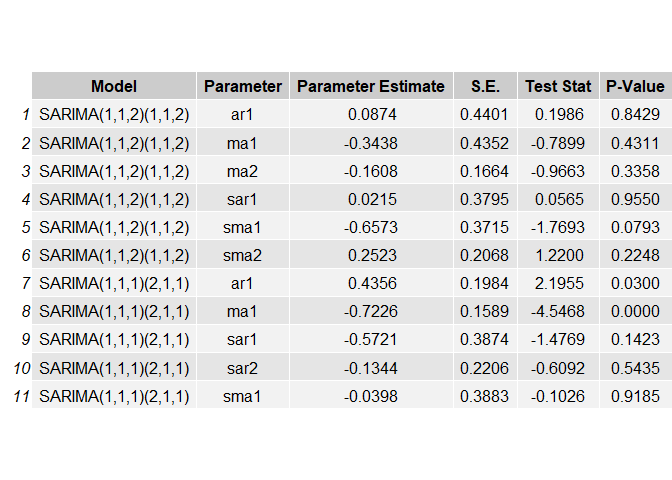 Model Parameter Parameter Estimate S.E. Test Stat P-Value
1 SARIMA(1,1,2)(1,1,2) ar1 0.0874 0.4401 0.1986 0.8429
2 SARIMA(1,1,2)(1,1,2) ma1 -0.3438 0.4352 -0.7899 0.4311
3 SARIMA(1,1,2)(1,1,2) ma2 -0.1608 0.1664 -0.9663 0.3358
4 SARIMA(1,1,2)(1,1,2) sar1 0.0215 0.3795 0.0565 0.9550
5 SARIMA(1,1,2)(1,1,2) sma1 -0.6573 0.3715 -1.7693 0.0793
6 SARIMA(1,1,2)(1,1,2) sma2 0.2523 0.2068 1.2200 0.2248
7 SARIMA(1,1,1)(2,1,1) ar1 0.4356 0.1984 2.1955 0.0300
8 SARIMA(1,1,1)(2,1,1) ma1 -0.7226 0.1589 -4.5468 0.0000
9 SARIMA(1,1,1)(2,1,1) sar1 -0.5721 0.3874 -1.4769 0.1423
10 SARIMA(1,1,1)(2,1,1) sar2 -0.1344 0.2206 -0.6092 0.5435
11 SARIMA(1,1,1)(2,1,1) sma1 -0.0398 0.3883 -0.1026 0.9185